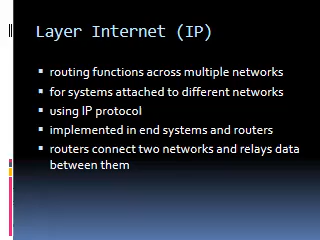 Layer Internet (IP)
▪ routing functions across multiple networks
▪ for systems attached to different networks
▪ using IP protocol
▪ implemented in end systems and routers
▪ routers connect two networks and relays data
between them